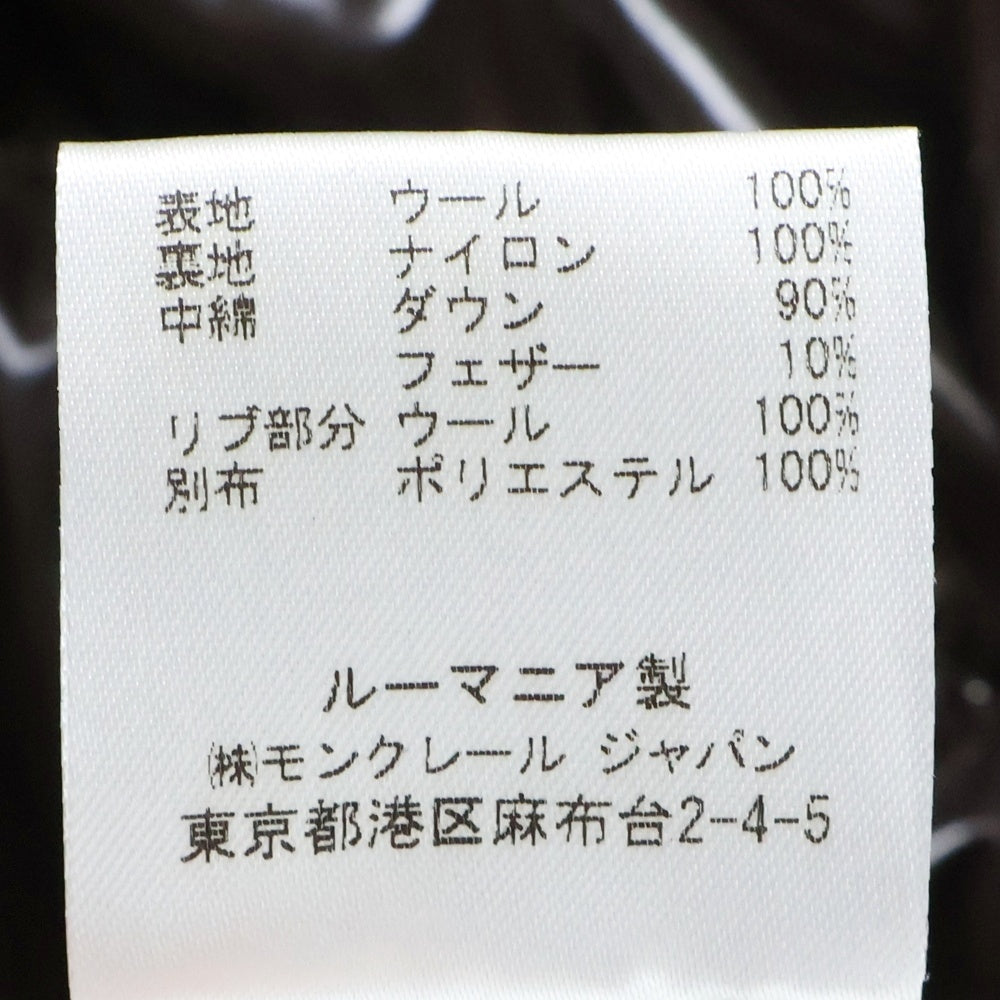 表地 ウール 100%
裏地 ナイロン 100%
中綿 ダウン 90%
フェザー 10%
リブ部分 ウール 100%
別布 ポリエステル 100%
ルーマニア製
㈱モンクレール ジャパン
東京都港区麻布台2-4-5